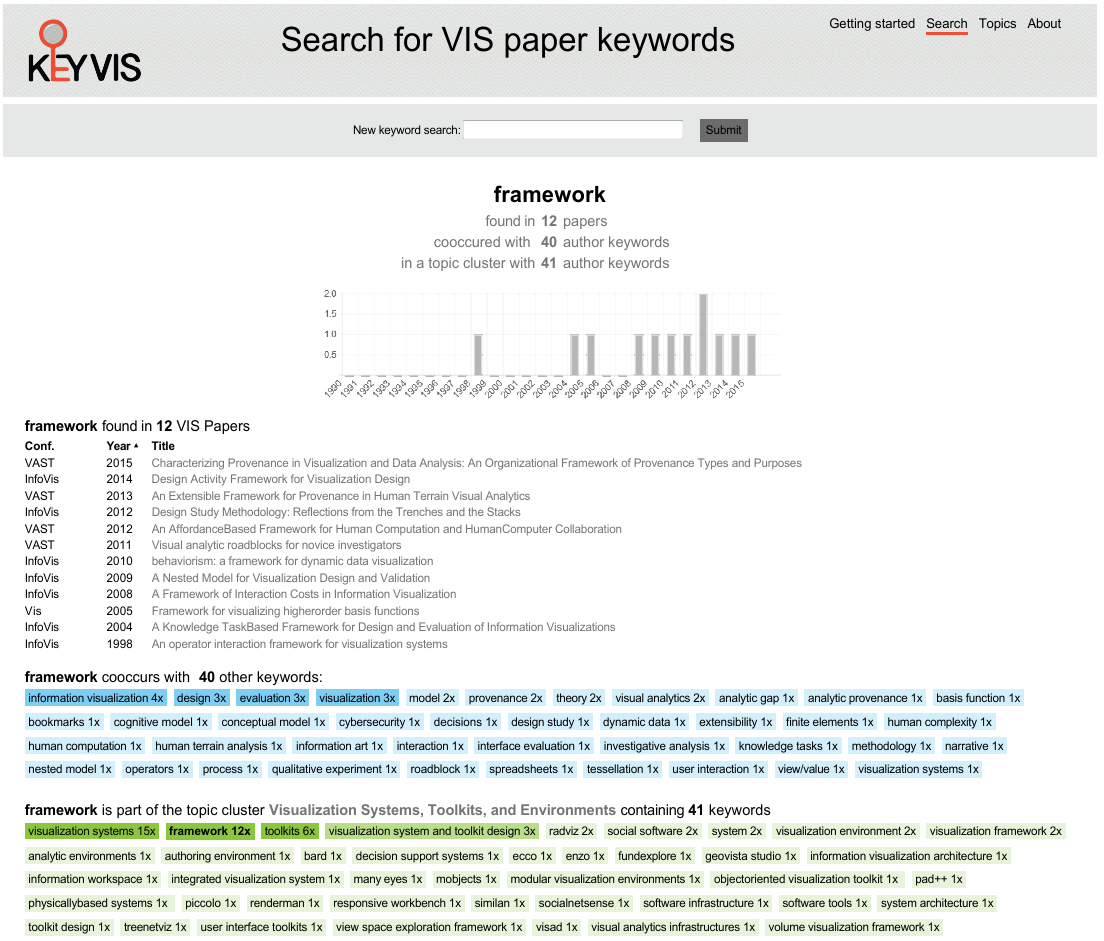 KEYVIS
Search for VIS paper keywords
Getting started Search Topics About
New keyword search: Submit
framework
found in 12 papers
cooccured with 40 author keywords
in a topic cluster with 41 author keywords
2.0
1.5
1.0
0.5
1990 1991 1992 1993 1994 1995 1996 1997 1998 1999 2000 2001 2002 2003 2004 2005 2006 2007 2008 2009 2010 2011 2012 2013 2014 2015
framework found in 12 VIS Papers
Conf. Year Title
VAST 2015 Characterizing Provenance in Visualization and Data Analysis: An Organizational Framework of Provenance Types and Purposes
InfoVis 2014 Design Activity Framework for Visualization Design
VAST 2013 An Extensible Framework for Provenance in Human Terrain Visual Analytics
InfoVis 2012 Design Study Methodology: Reflections from the Trenches and the Stacks
VAST 2012 An AffordanceBased Framework for Human Computation and HumanComputer Collaboration
VAST 2011 Visual analytic roadblocks for novice investigators
InfoVis 2010 behaviorism: a framework for dynamic data visualization
InfoVis 2009 A Nested Model for Visualization Design and Validation
InfoVis 2008 A Framework of Interaction Costs in Information Visualization
Vis 2005 Framework for visualizing higherorder basis functions
InfoVis 2004 A Knowledge TaskBased Framework for Design and Evaluation of Information Visualizations
InfoVis 1998 An operator interaction framework for visualization systems
framework cooccurs with 40 other keywords:
information visualization 4x design 3x evaluation 3x visualization 3x model 2x provenance 2x theory 2x visual analytics 2x analytic gap 1x analytic provenance 1x basis function 1x
bookmarks 1x cognitive model 1x conceptual model 1x cybersecurity 1x decisions 1x design study 1x dynamic data 1x extensibility 1x finite elements 1x human complexity 1x
human computation 1x human terrain analysis 1x information art 1x interaction 1x interface evaluation 1x investigative analysis 1x knowledge tasks 1x methodology 1x narrative 1x
nested model 1x operators 1x process 1x qualitative experiment 1x roadblock 1x spreadsheets 1x tessellation 1x user interaction 1x view/value 1x visualization systems 1x
framework is part of the topic cluster Visualization Systems, Toolkits, and Environments containing 41 keywords
visualization systems 15x framework 12x toolkits 6x visualization system and toolkit design 3x radviz 2x social software 2x system 2x visualization environment 2x visualization framework 2x
analytic environments 1x authoring environment 1x bard 1x decision support systems 1x ecco 1x enzo 1x fundexplore 1x geovista studio 1x information visualization architecture 1x
information workspace 1x integrated visualization system 1x many eyes 1x mobjects 1x modular visualization environments 1x objectoriented visualization toolkit 1x pad++ 1x
physicallybased systems 1x piccolo 1x renderman 1x responsive workbench 1x similan 1x socialnetsense 1x software infrastructure 1x software tools 1x system architecture 1x
toolkit design 1x treenetviz 1x user interface toolkits 1x view space exploration framework 1x visad 1x visual analytics infrastructures 1x volume visualization framework 1x